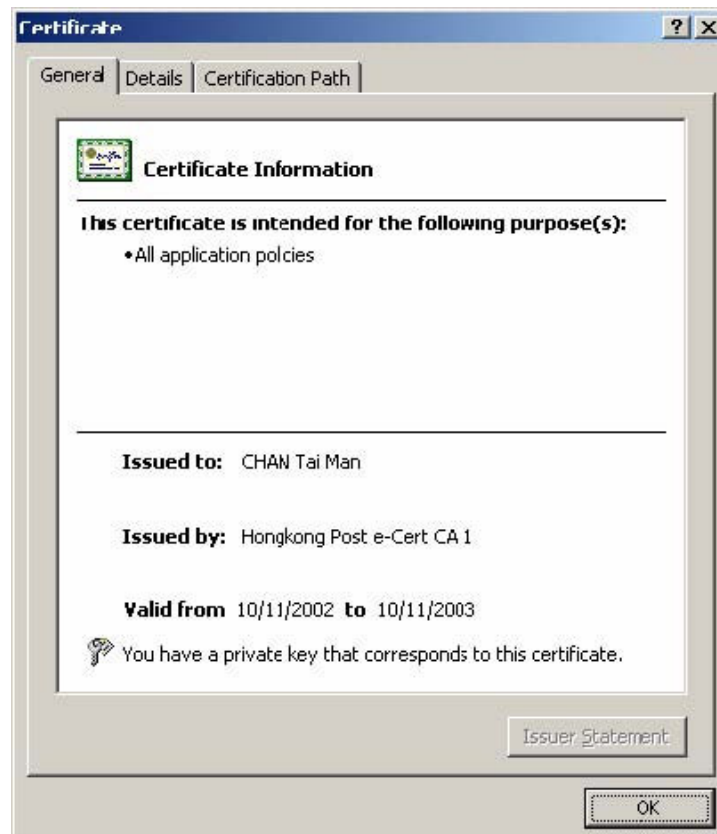 Certificate
? X
General Details Certification Path
Certificate Information
This certificate is intended for the following purpose(s):
•All application polcies
Issued to: CHAN Tai Man
Issued by: Hongkong Post e-Cert CA 1
Valid from 10/11/2002 to 10/11/2003
You have a private key that corresponds to this certificate.
Issuer Statement
OK